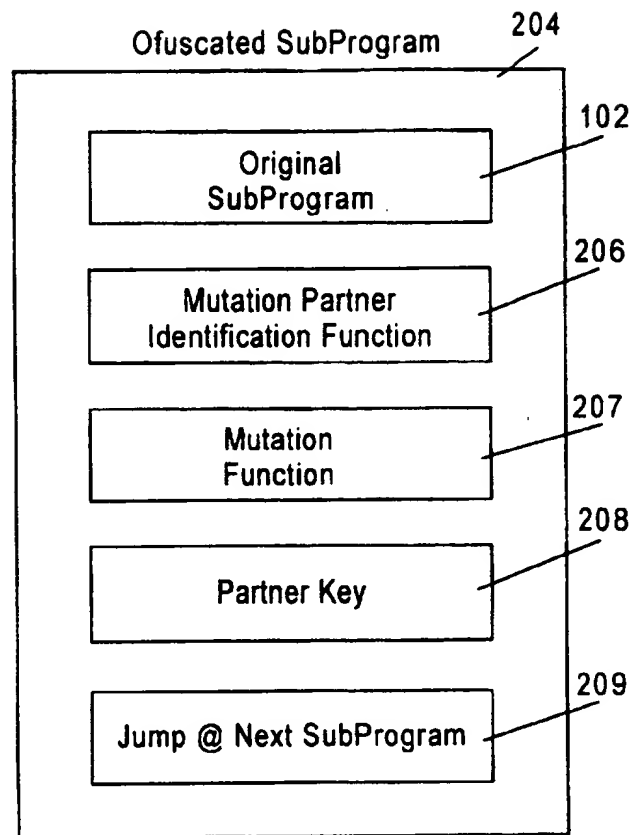 Ofuscated SubProgram
204
Original
SubProgram
102
Mutation Partner
Identification Function
206
Mutation
Function
207
Partner Key
208
Jump @ Next SubProgram
209